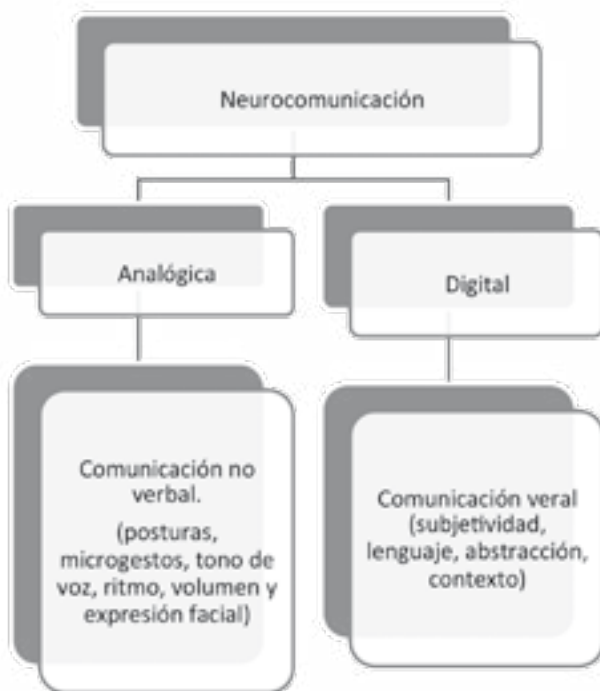 Neurocomunicación
Analógica
Digital
Comunicación no
verbal.
(posturas,
microgestos, tono de
voz, ritmo, volumen y
expresión facial)
Comunicación veral
(subjetividad,
lenguaje, abstracción,
contexto)